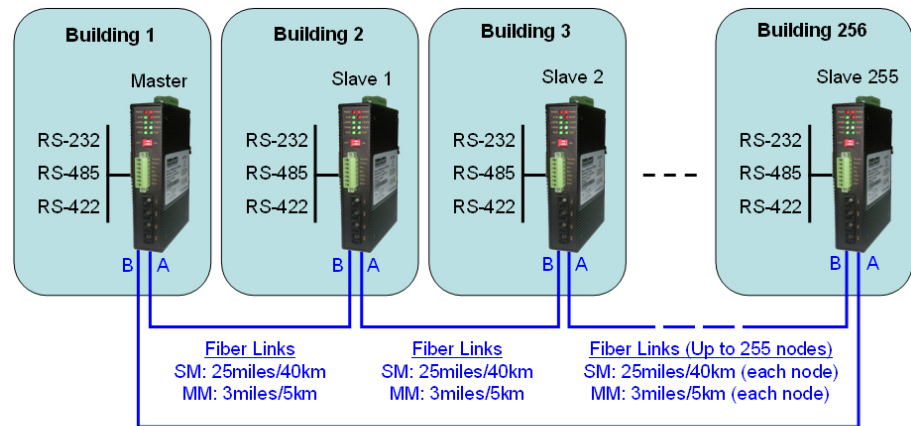 Building 1
Master
RS-232
RS-485
RS-422
B A
Building 2
Slave 1
RS-232
RS-485
RS-422
B A
Building 3
Slave 2
RS-232
RS-485
RS-422
B A
Building 256
Slave 255
RS-232
RS-485
RS-422
B A
Fiber Links
SM: 25miles/40km
MM: 3miles/5km
Fiber Links
SM: 25miles/40km
MM: 3miles/5km
Fiber Links (Up to 255 nodes)
SM: 25miles/40km (each node)
MM: 3miles/5km (each node)